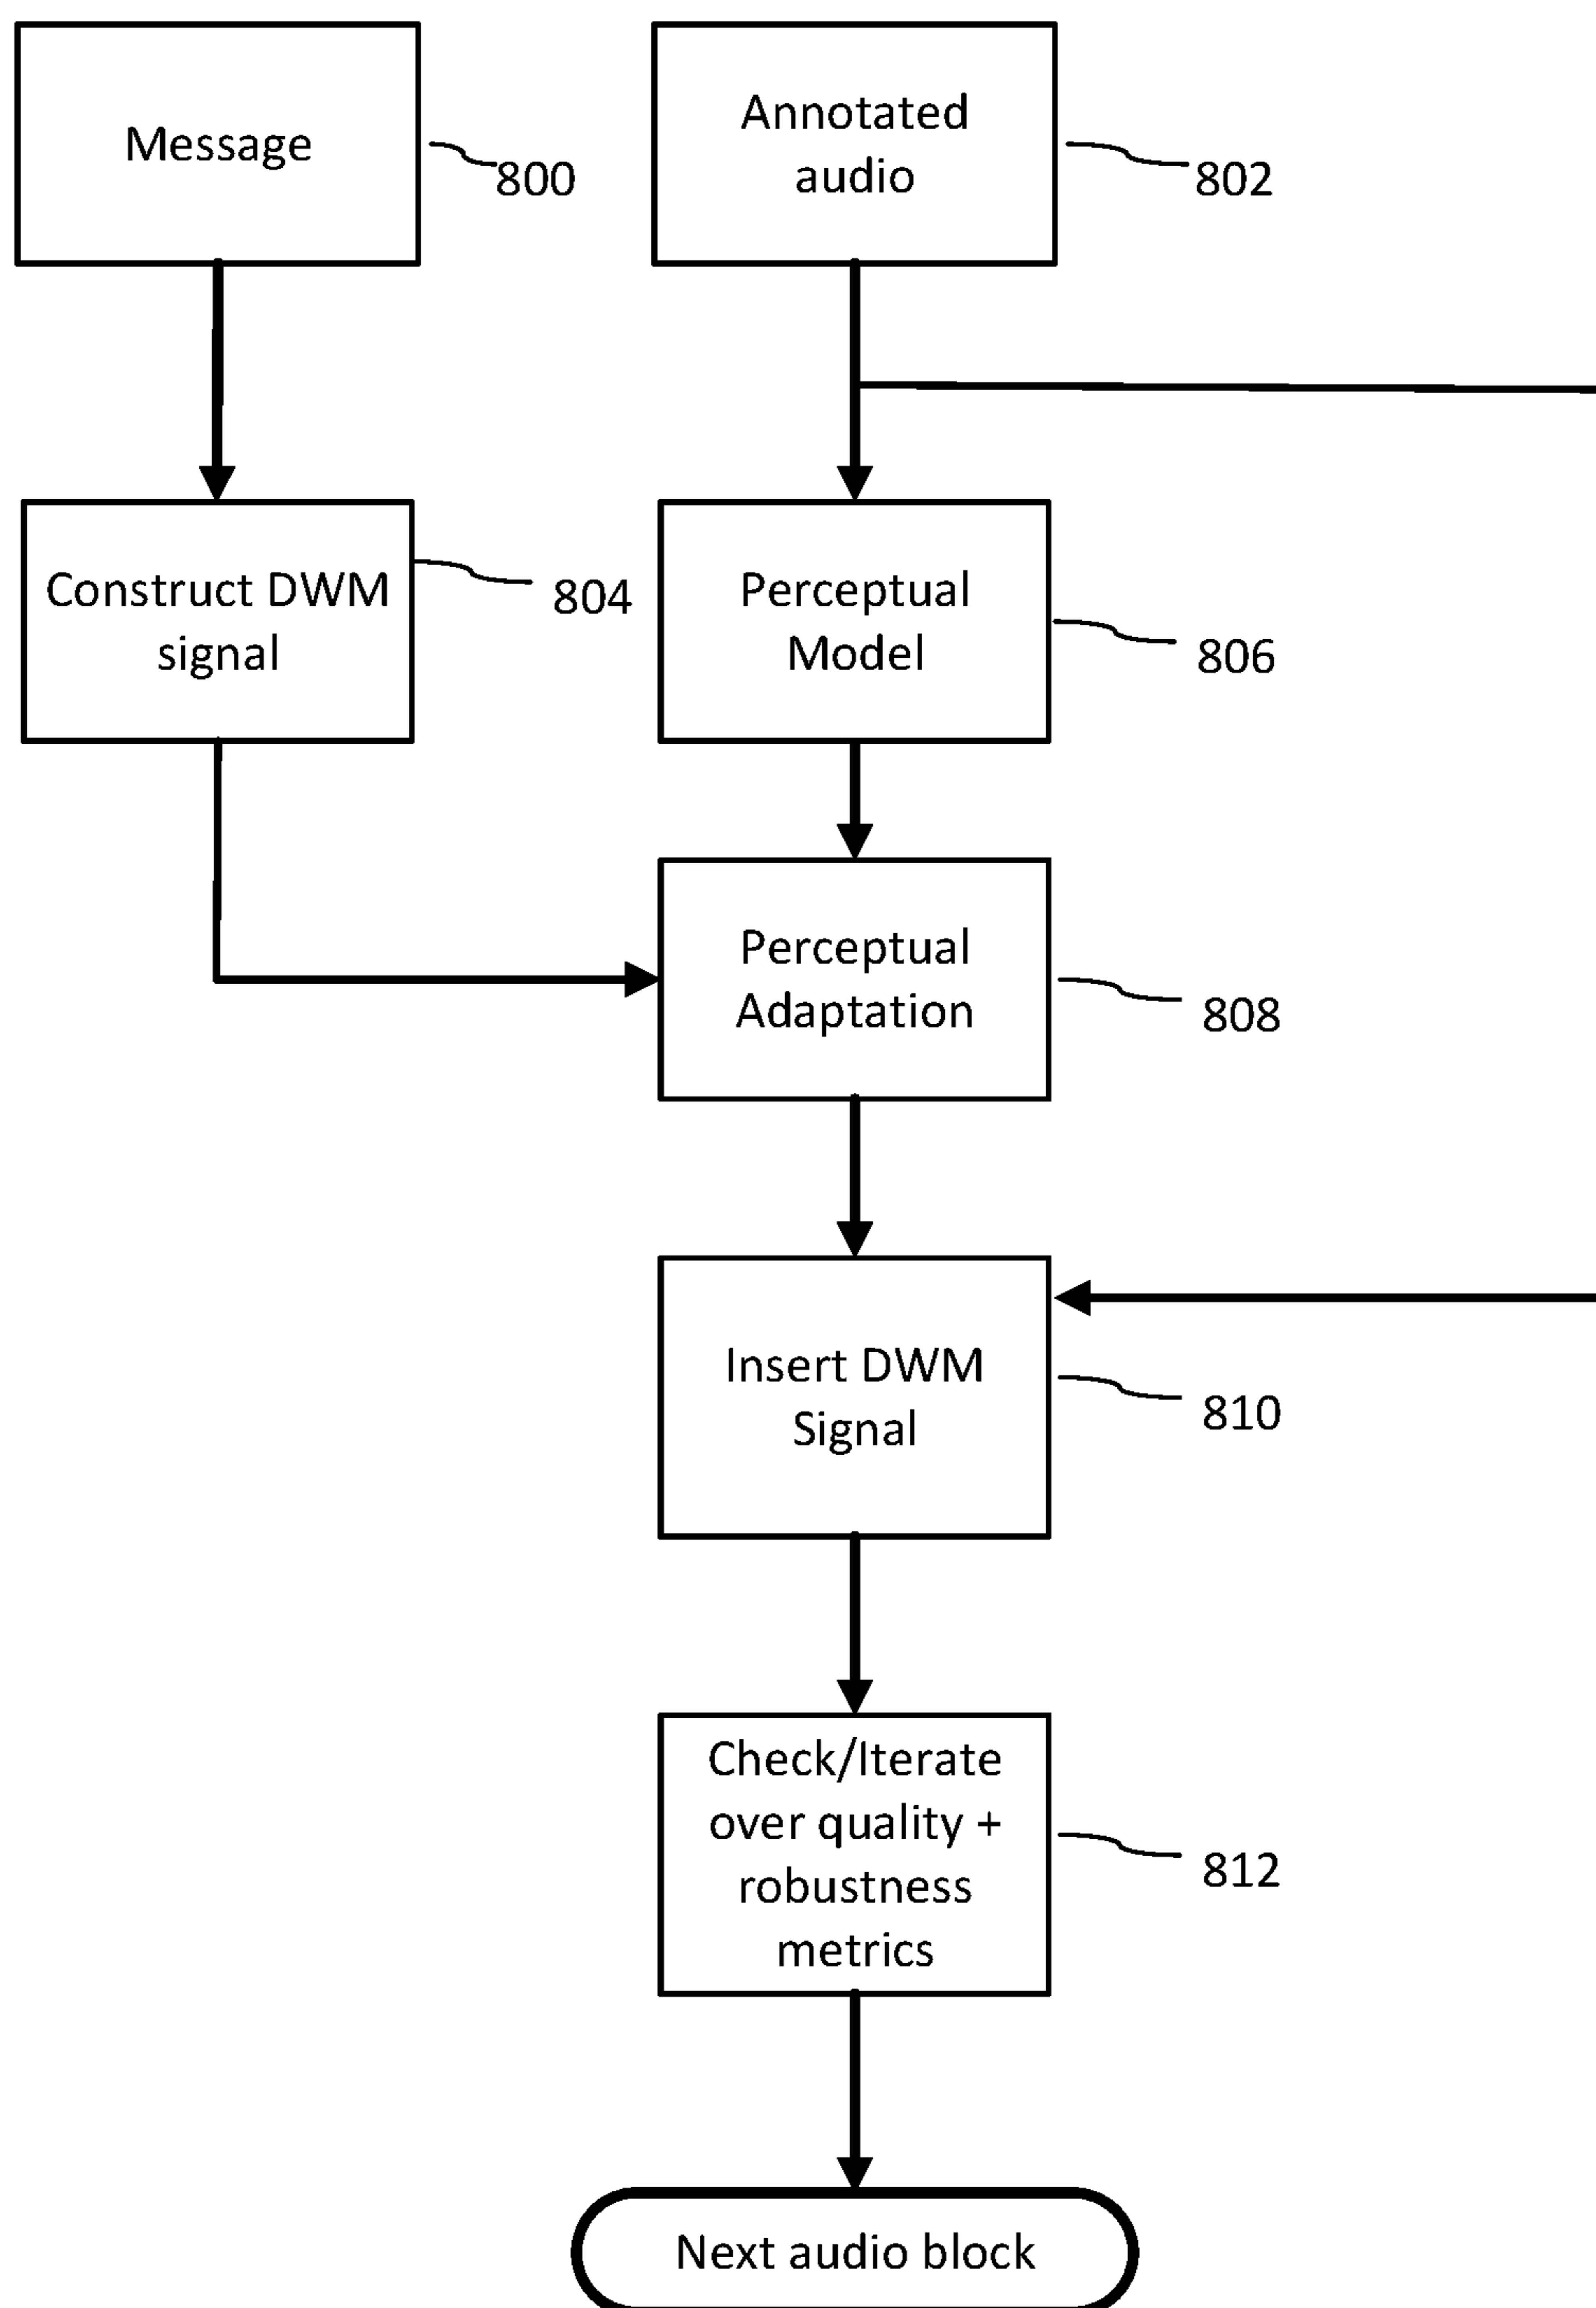 Message
800
Annotated
audio
802
Construct DWM
signal
804
Perceptual
Model
806
Perceptual
Adaptation
808
Insert DWM
Signal
810
Check/Iterate
over quality +
robustness
metrics
812
Next audio block